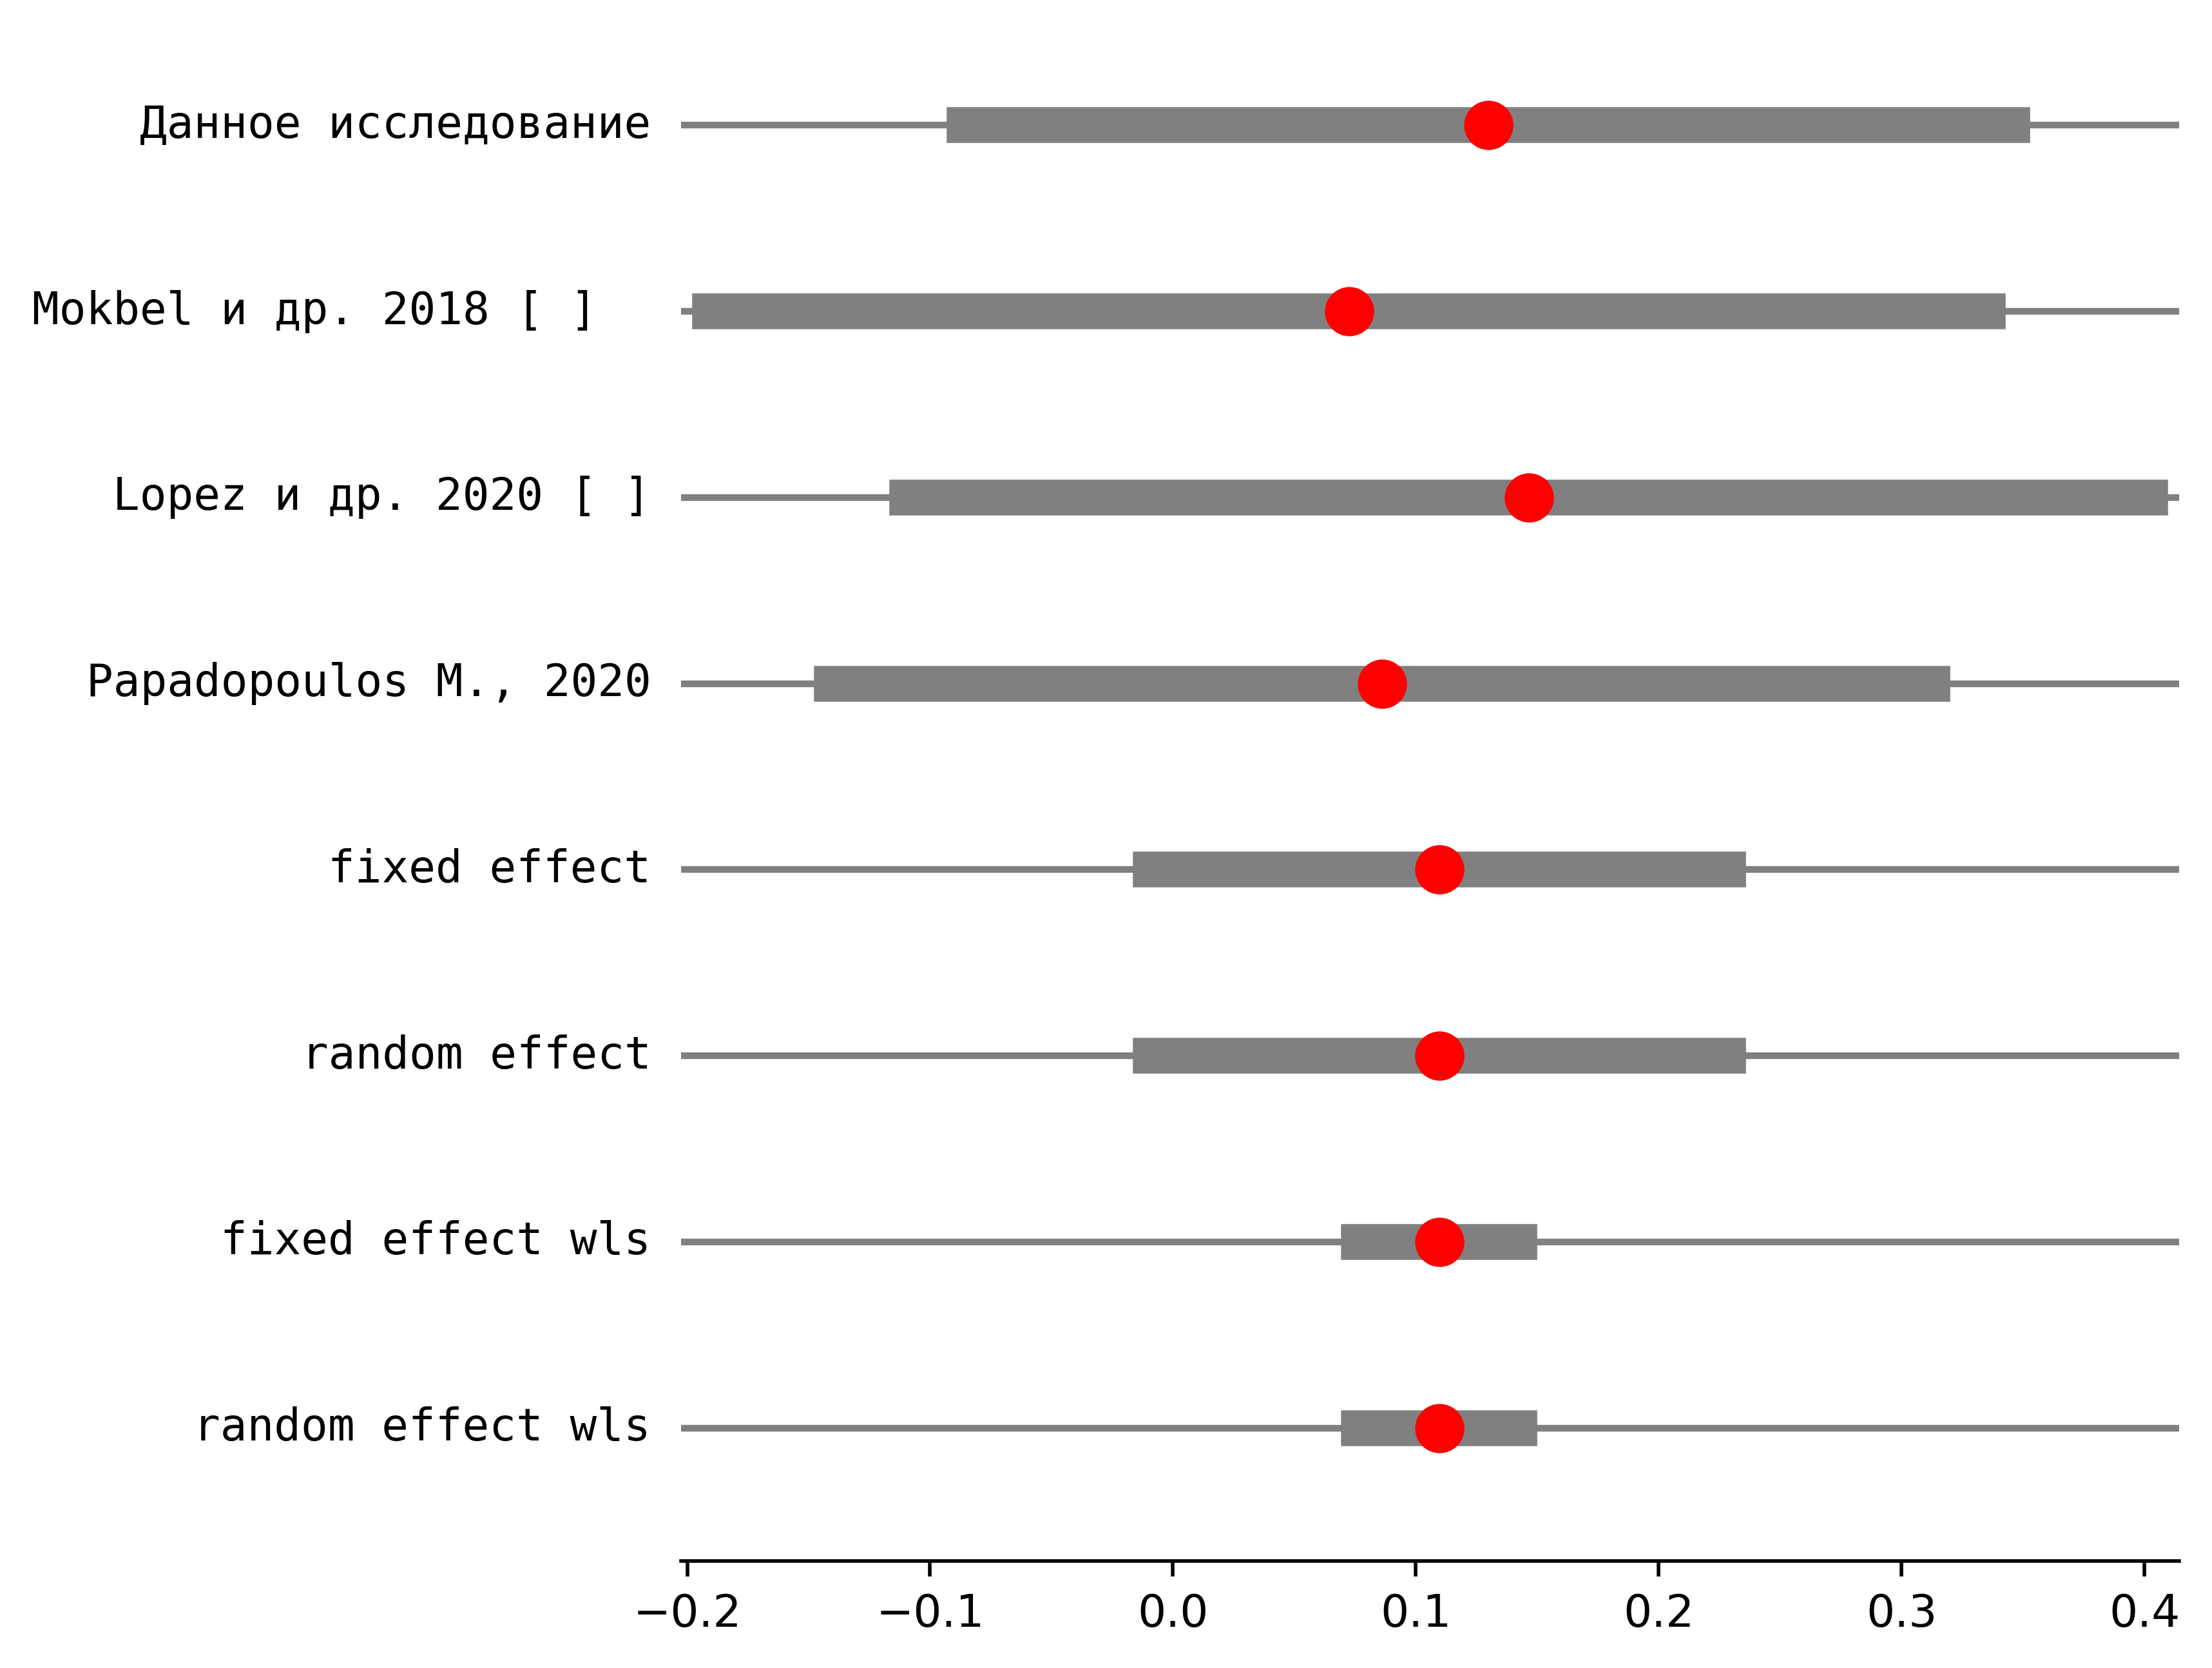 Данное исследование
Mokbel и др. 2018 [ ]
Lopez и др. 2020 [ ]
Papadopoulos M., 2020
fixed effect
random effect
fixed effect wls
random effect wls
−0.2 −0.1 0.0 0.1 0.2 0.3 0.4